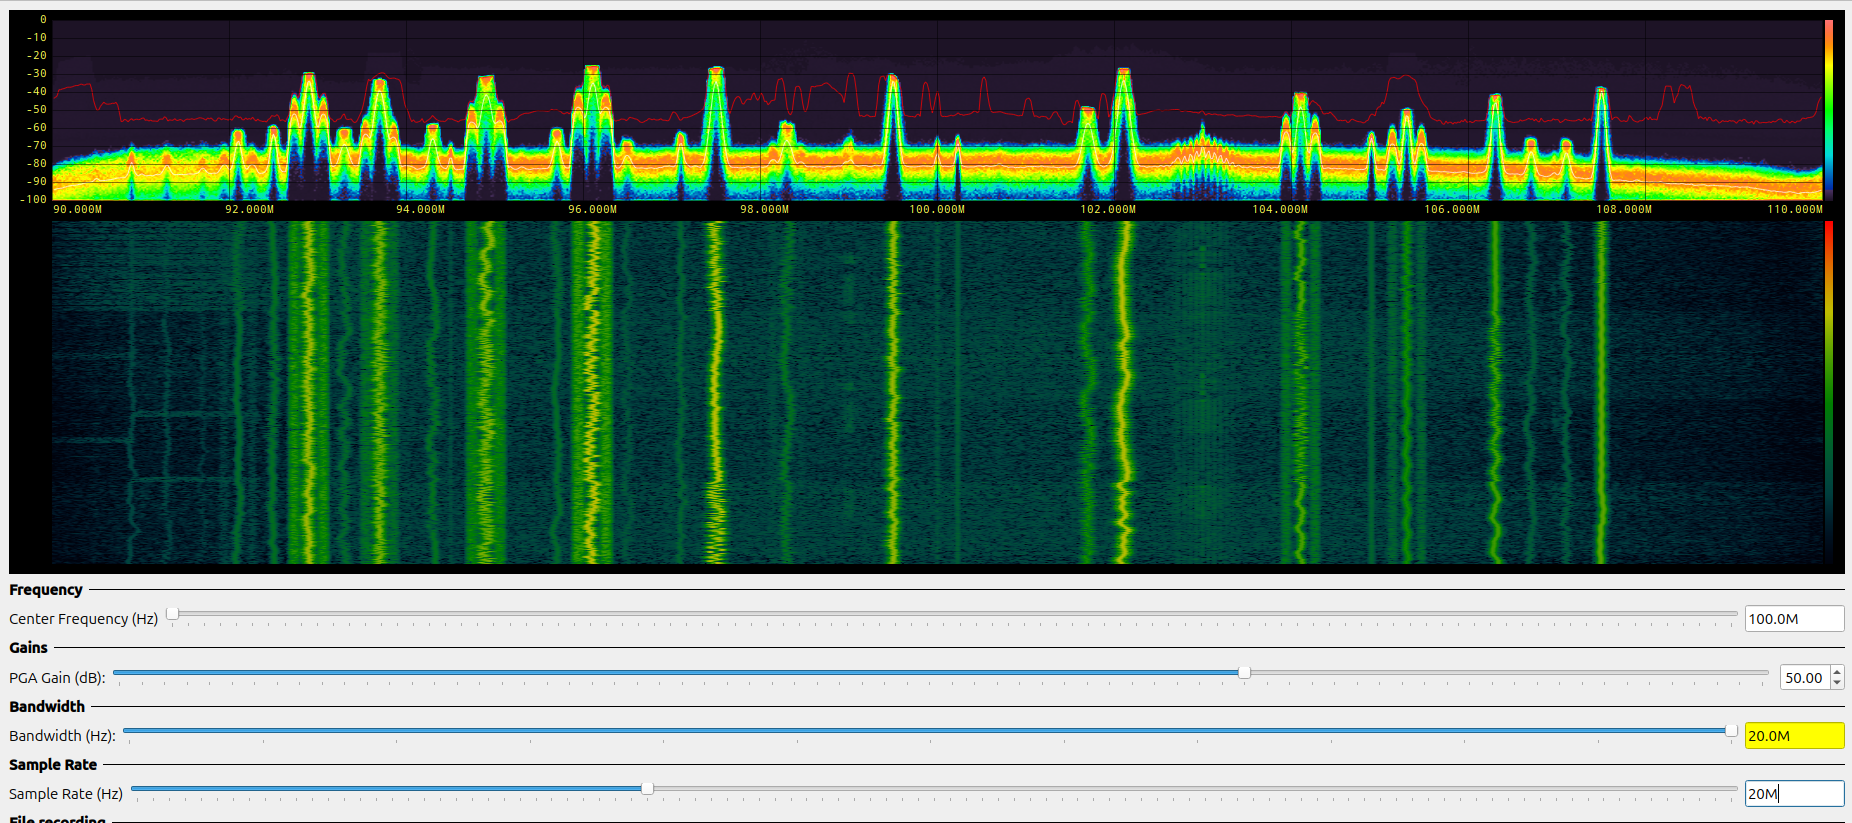 0
-10
-20
-30
-40
-50
-60
-70
-80
-90
-100
90.000M 92.000M 94.000M 96.000M 98.000M 100.000M 102.000M 104.000M 106.000M 108.000M 110.000M
Frequency
Center Frequency (Hz) 100.0M
Gains
PGA Gain (dB): 50.00
Bandwidth
Bandwidth (Hz): 20.0M
Sample Rate
Sample Rate (Hz) 20M
File recording